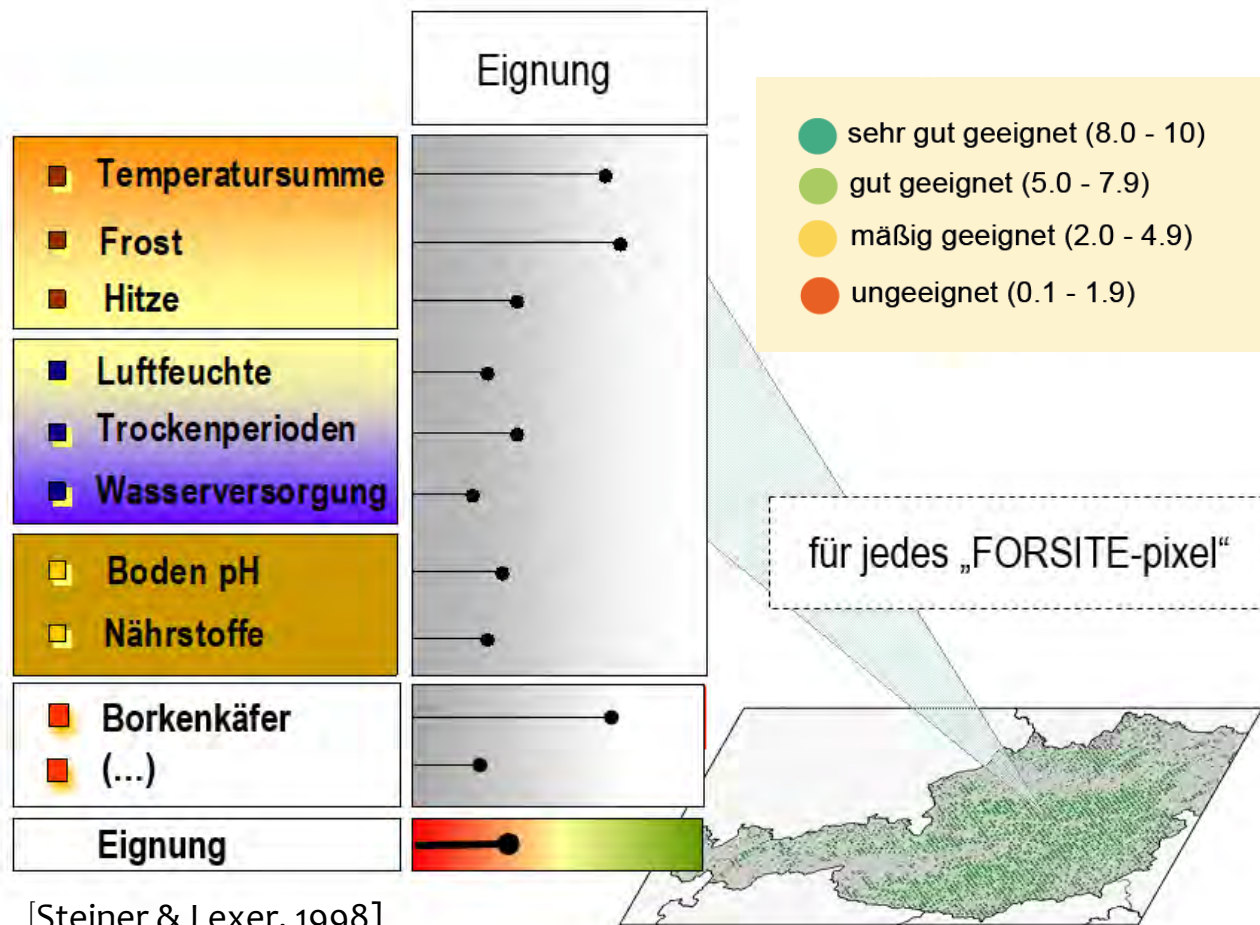 Eignung
sehr gut geeignet (8.0 - 10)
gut geeignet (5.0 - 7.9)
mäßig geeignet (2.0 - 4.9)
ungeeignet (0.1 - 1.9)
Temperatursumme
Frost
Hitze
Luftfeuchte
Trockenperioden
Wasserversorgung
für jedes „FORSITE-pixel“
Boden pH
Nährstoffe
Borkenkäfer
(...)
Eignung
[Steiner & Lexer, 1998]